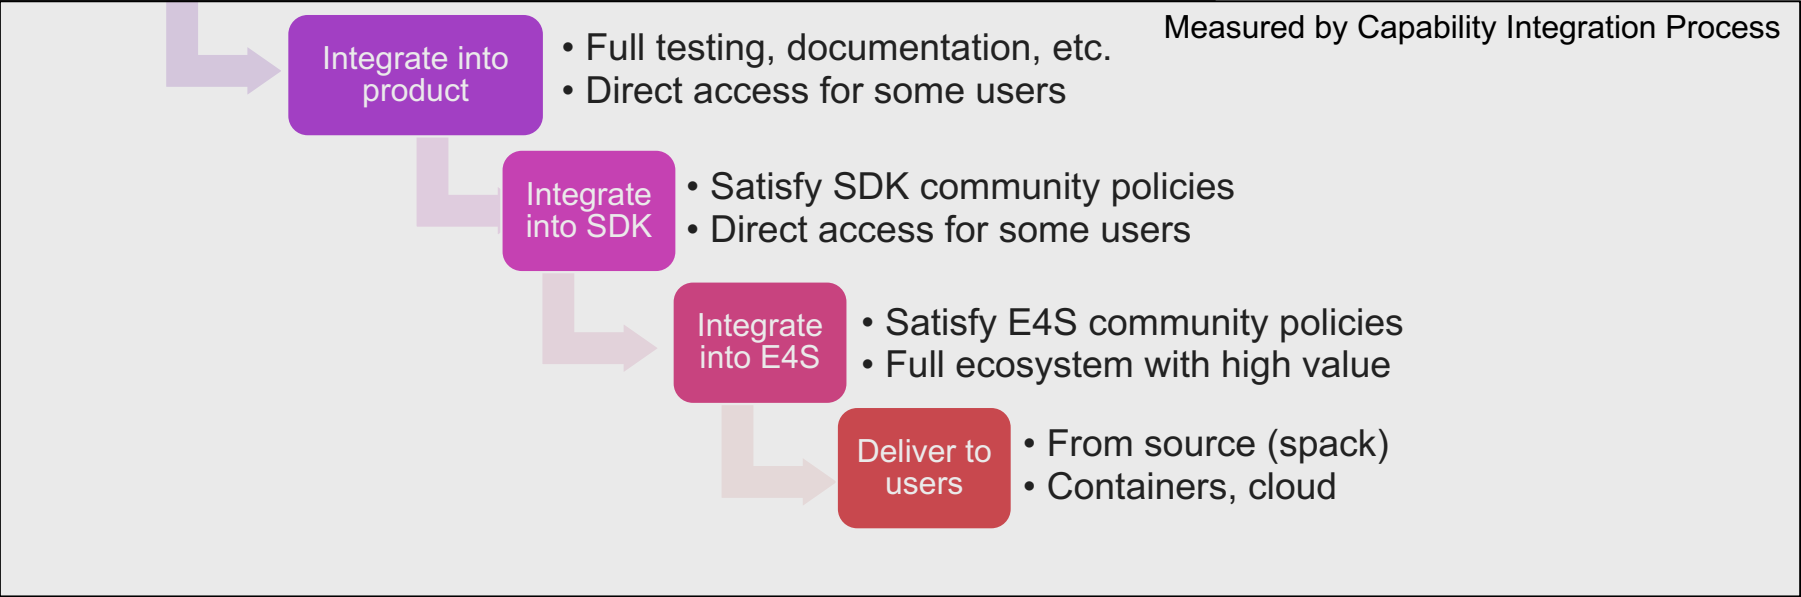 Measured by Capability Integration Process
Integrate into
product
• Full testing, documentation, etc.
• Direct access for some users
Integrate
into SDK
• Satisfy SDK community policies
• Direct access for some users
Integrate
into E4S
• Satisfy E4S community policies
• Full ecosystem with high value
Deliver to
users
• From source (spack)
• Containers, cloud